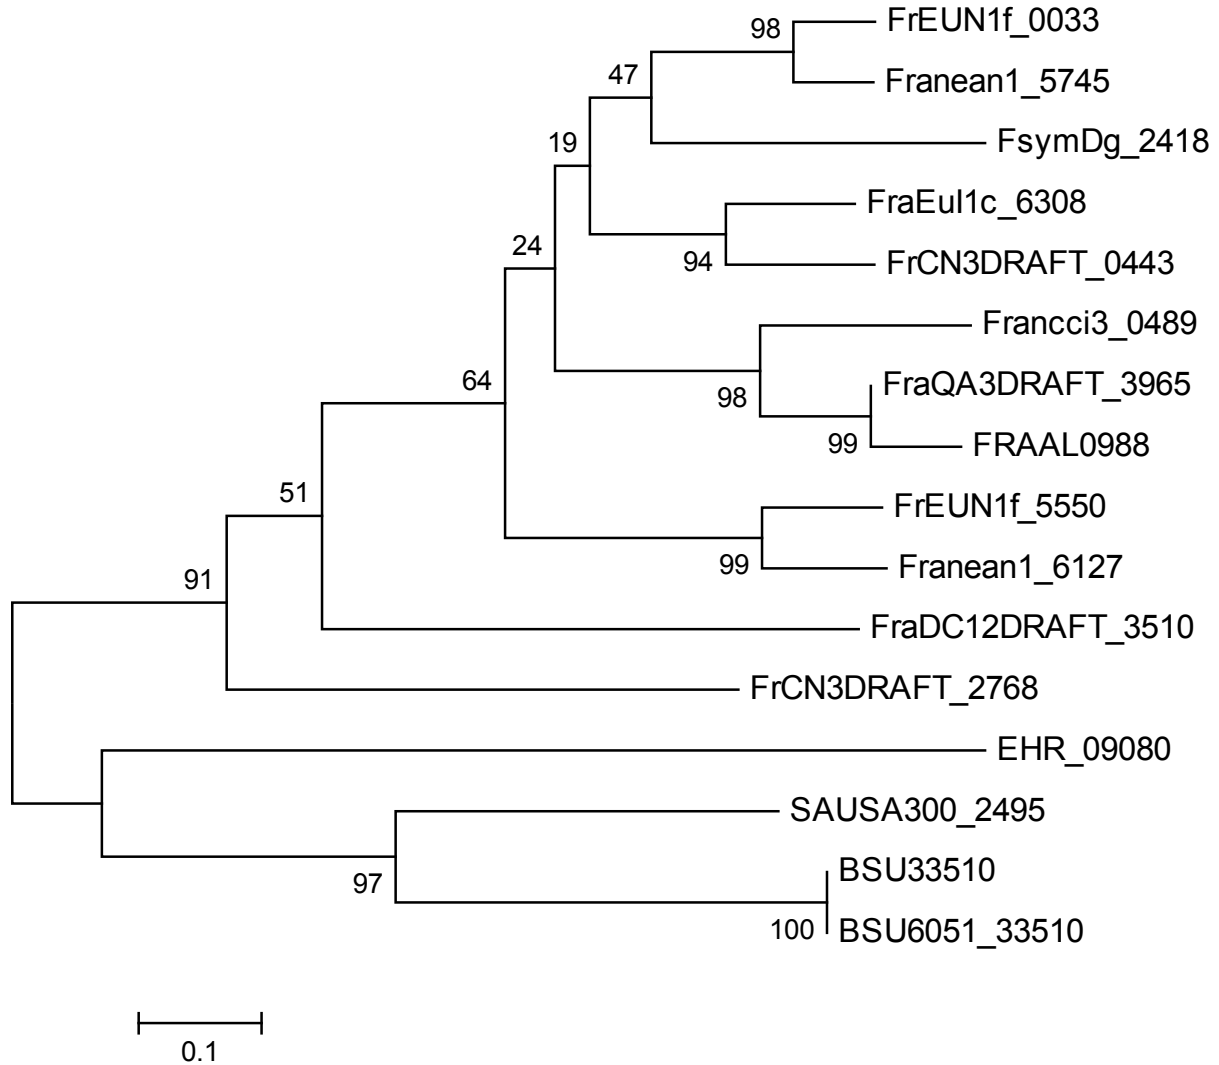 98
FrEUN1f_0033
47
Franean1_5745
19
FsymDg_2418
FraEuI1c_6308
24
94
FrCN3DRAFT_0443
Francci3_0489
64
98
FraQA3DRAFT_3965
99
FRAAL0988
51
FrEUN1f_5550
99
Franean1_6127
91
FraDC12DRAFT_3510
FrCN3DRAFT_2768
EHR_09080
SAUSA300_2495
97
BSU33510
100
BSU6051_33510
0.1